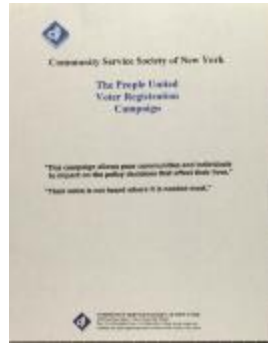 Community Service Society of New York
The People United
Voter Registration
Campaign
"This campaign allows poor communities and individuals
to impact on the policy decisions that affect their lives."
"Their voice is not heard where it is needed most."